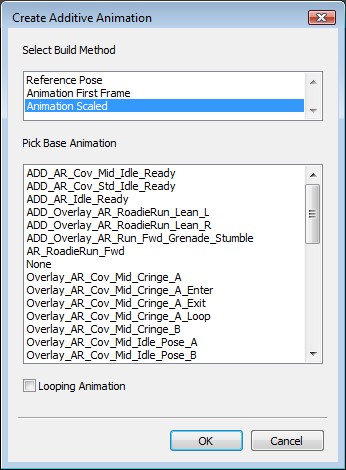 Create Additive Animation
Select Build Method
Reference Pose
Animation First Frame
Animation Scaled
Pick Base Animation
ADD_AR_Cov_Mid_Idle_Ready
ADD_AR_Cov_Std_Idle_Ready
ADD_AR_Idle_Ready
ADD_Overlay_AR_RoadieRun_Lean_L
ADD_Overlay_AR_RoadieRun_Lean_R
ADD_Overlay_AR_Run_Fwd_Grenade_Stumble
AR_RoadieRun_Fwd
None
Overlay_AR_Cov_Mid_Cringe_A
Overlay_AR_Cov_Mid_Cringe_A_Enter
Overlay_AR_Cov_Mid_Cringe_A_Exit
Overlay_AR_Cov_Mid_Cringe_A_Loop
Overlay_AR_Cov_Mid_Cringe_B
Overlay_AR_Cov_Mid_Idle_Pose_A
Overlay_AR_Cov_Mid_Idle_Pose_B
Looping Animation
OK Cancel